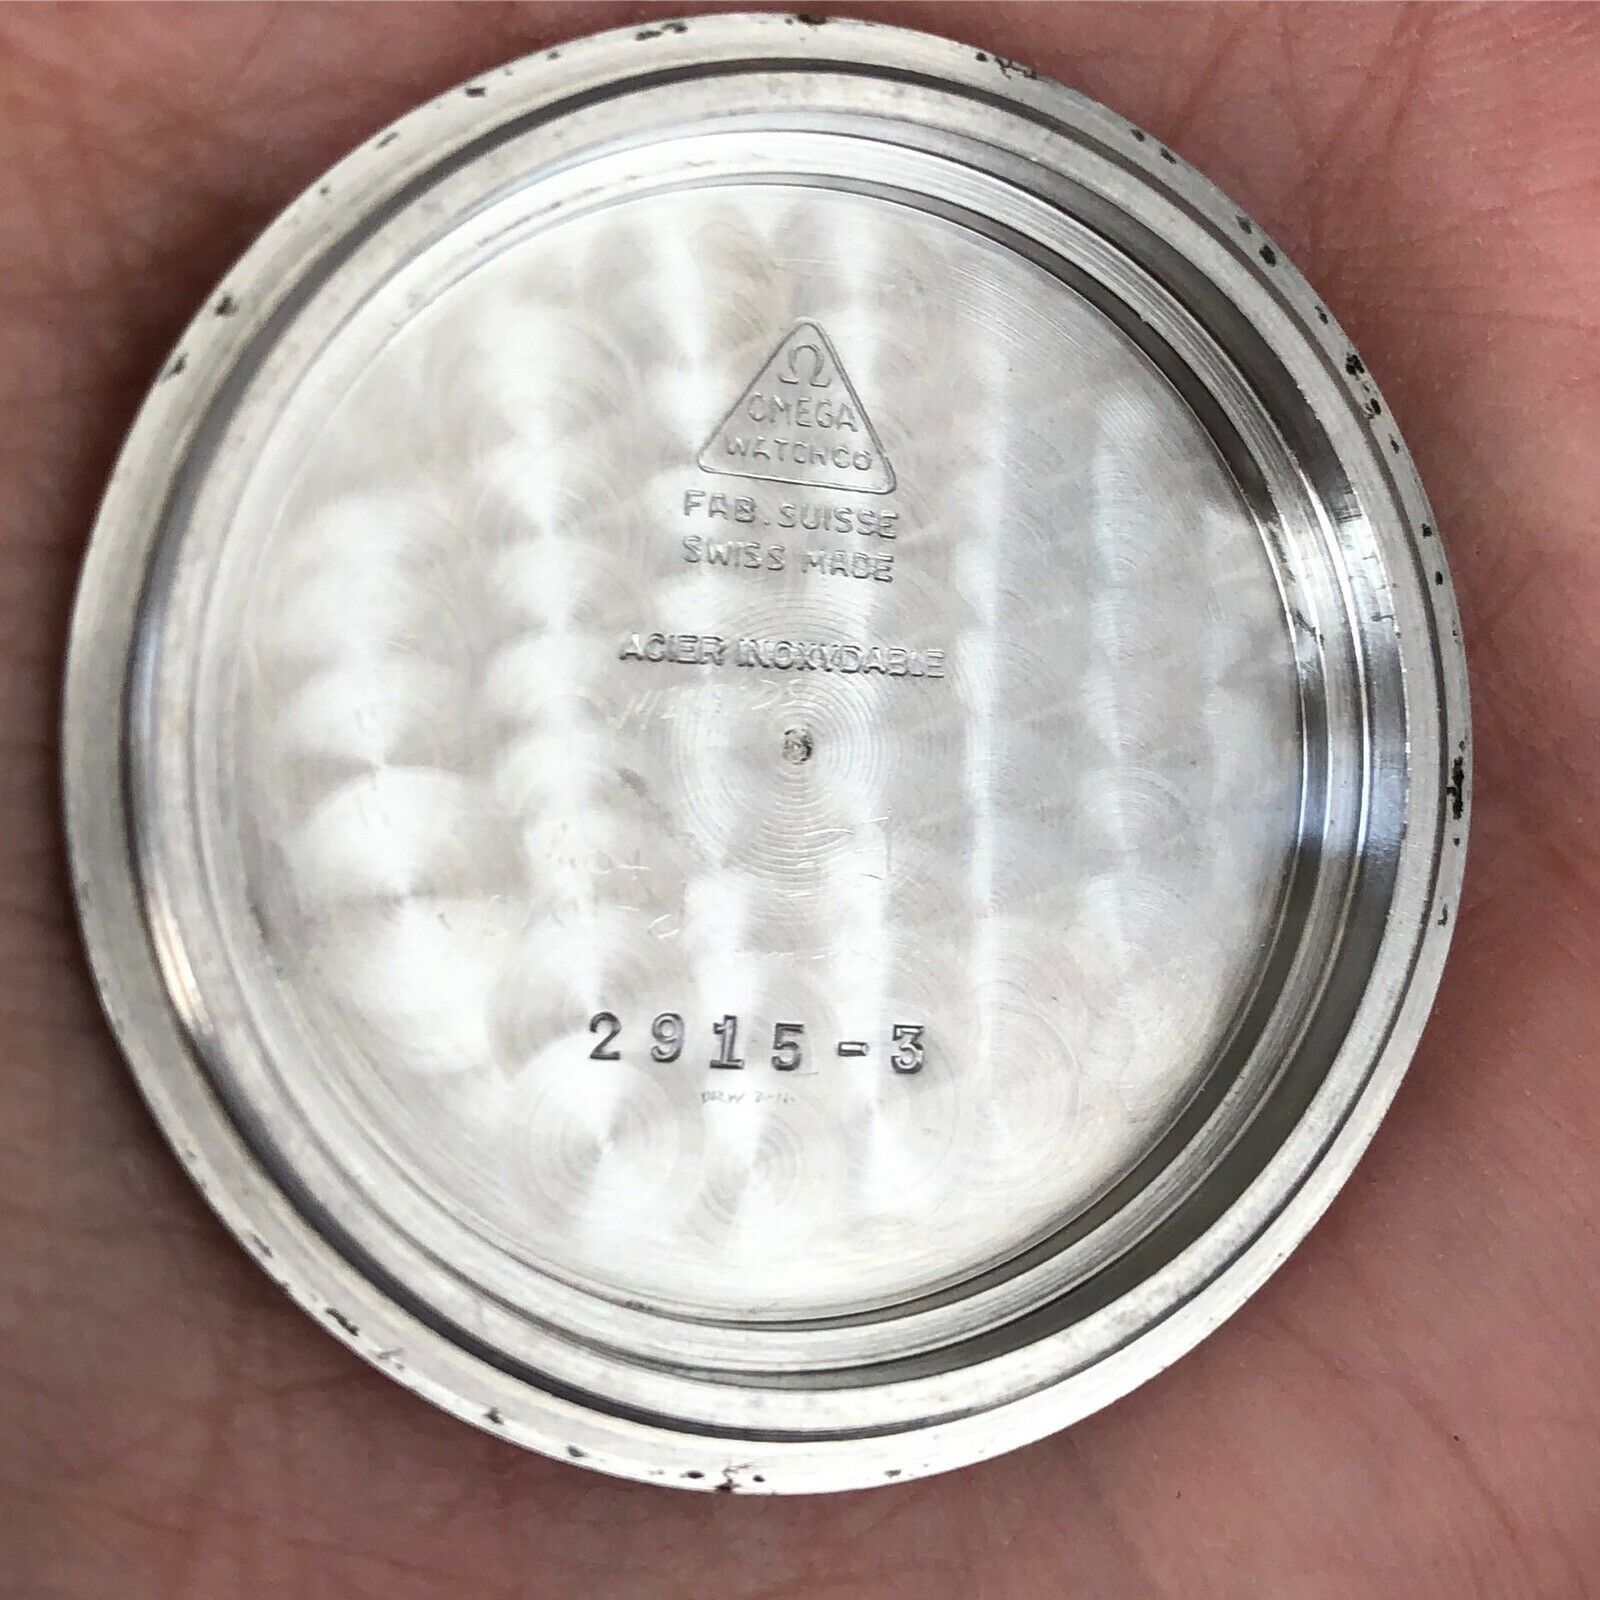 Ω
OMEGA
WATCH CO
FAB. SUISSE
SWISS MADE
ACIER INOXYDABLE
2915-3